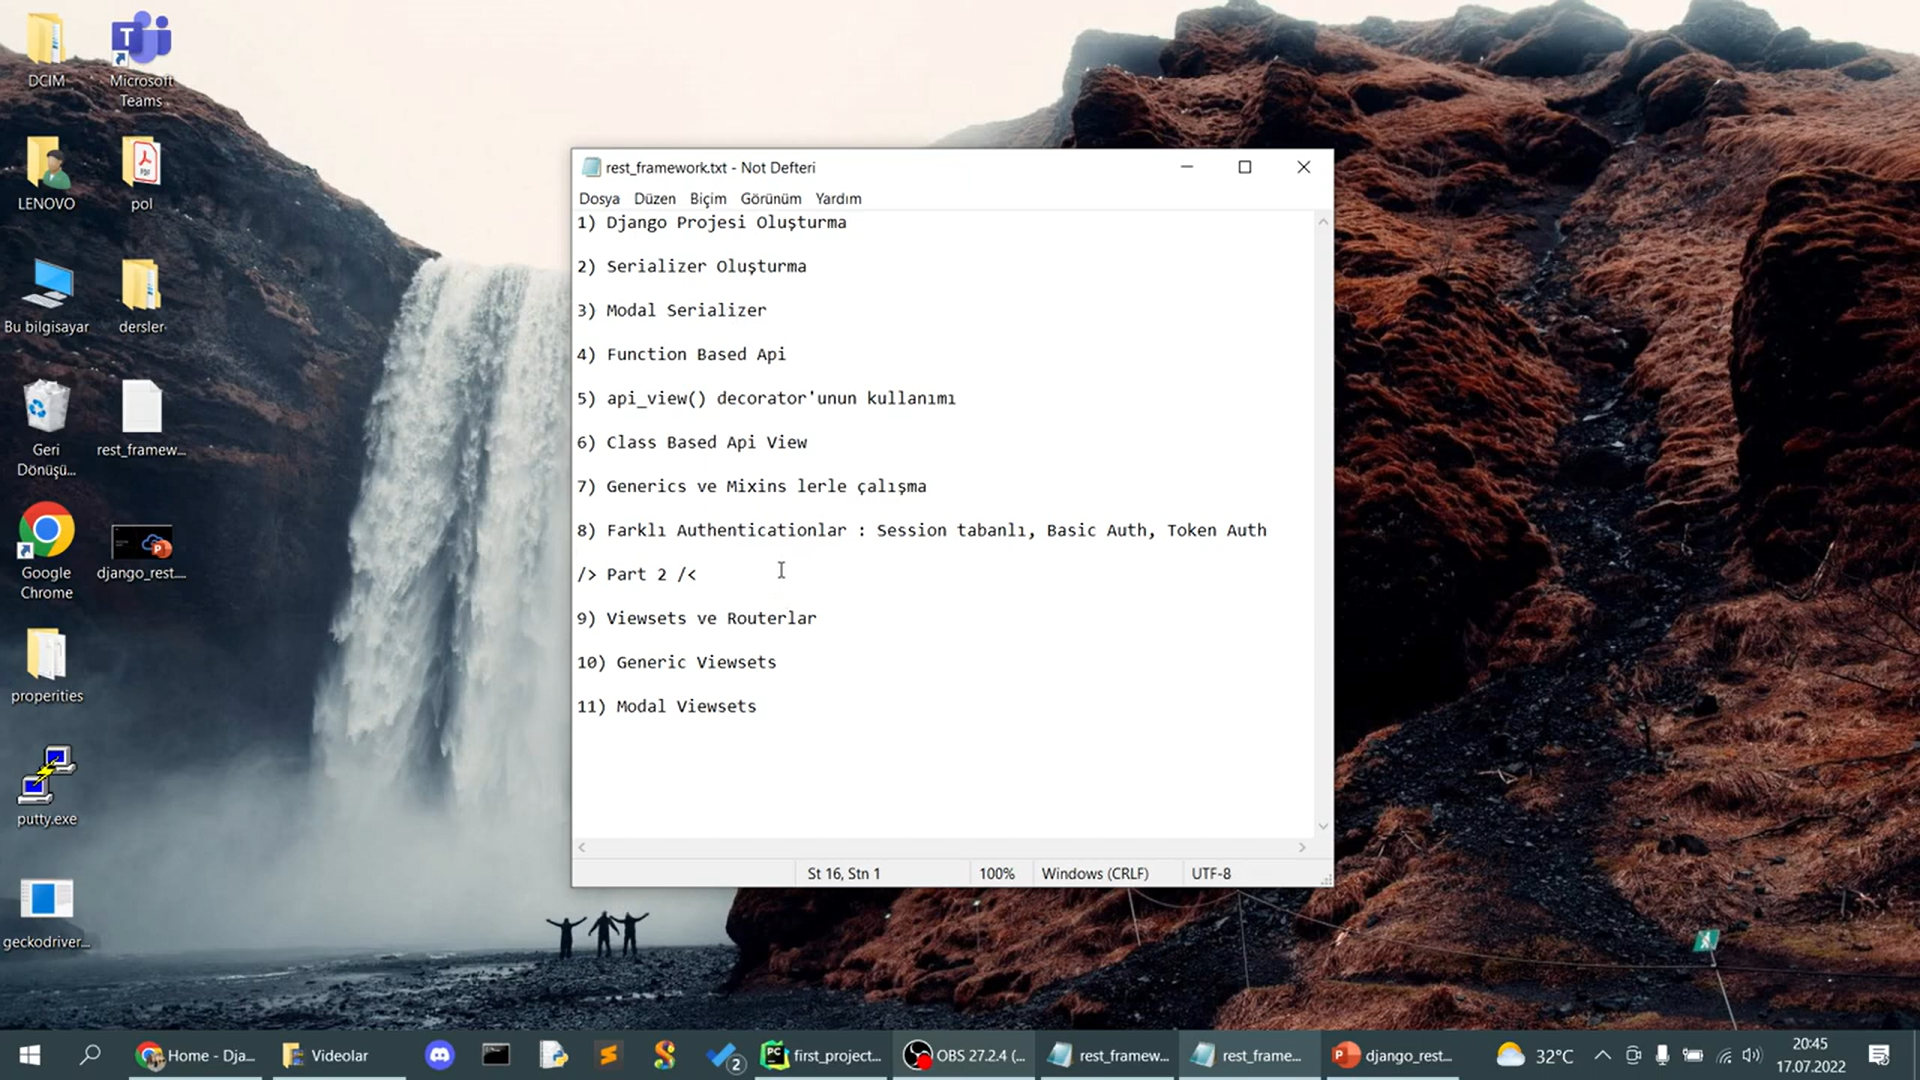 DCIM
Microsoft
Teams
LENOVO
pol
Bu bilgisayar
dersler
Geri
Dönüşü...
rest_framew...
Google
Chrome
django_rest....
properities
putty.exe
geckodriver...
rest_framework.txt - Not Defteri
Dosya Düzen Biçim Görünüm Yardım
1) Django Projesi Oluşturma
2) Serializer Oluşturma
3) Modal Serializer
4) Function Based Api
5) api_view() decorator'unun kullanımı
6) Class Based Api View
7) Generics ve Mixins lerle çalışma
8) Farklı Authenticationlar : Session tabanlı, Basic Auth, Token Auth
/> Part 2 /<
9) Viewsets ve Routerlar
10) Generic Viewsets
11) Modal Viewsets
St 16, Stn 1 100% Windows (CRLF) UTF-8
Home - Dja... Videolar 2 first_project... OBS 27.2.4 (... rest_framew... rest_frame... django_rest... 32°C 20:45
17.07.2022